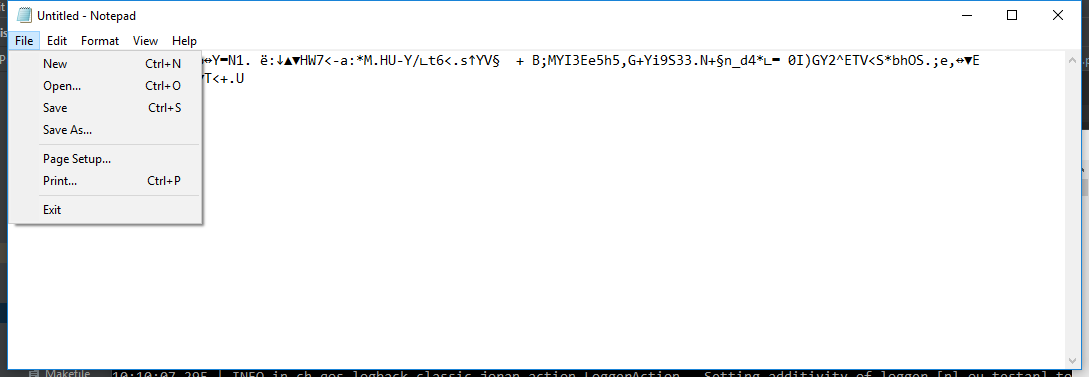 Untitled - Notepad
File Edit Format View Help
↔Y━N1. ë:↓▲▼HW7<-a:*M.HU-Y/∟t6<.s↑YV§  + B;MYI3Ee5h5,G+Yi9S33.N+§n_d4*∟━ 0I)GY2^ETV<S*bhOS.;e,↔▼E
T<+.U
New Ctrl+N
Open... Ctrl+O
Save Ctrl+S
Save As...
Page Setup...
Print... Ctrl+P
Exit
Makefile
10:10:07,295 | INFO in ch.qos.logback.classic.joran.action.LoggerAction - Setting additivity of logger [nl.ou.testar] to